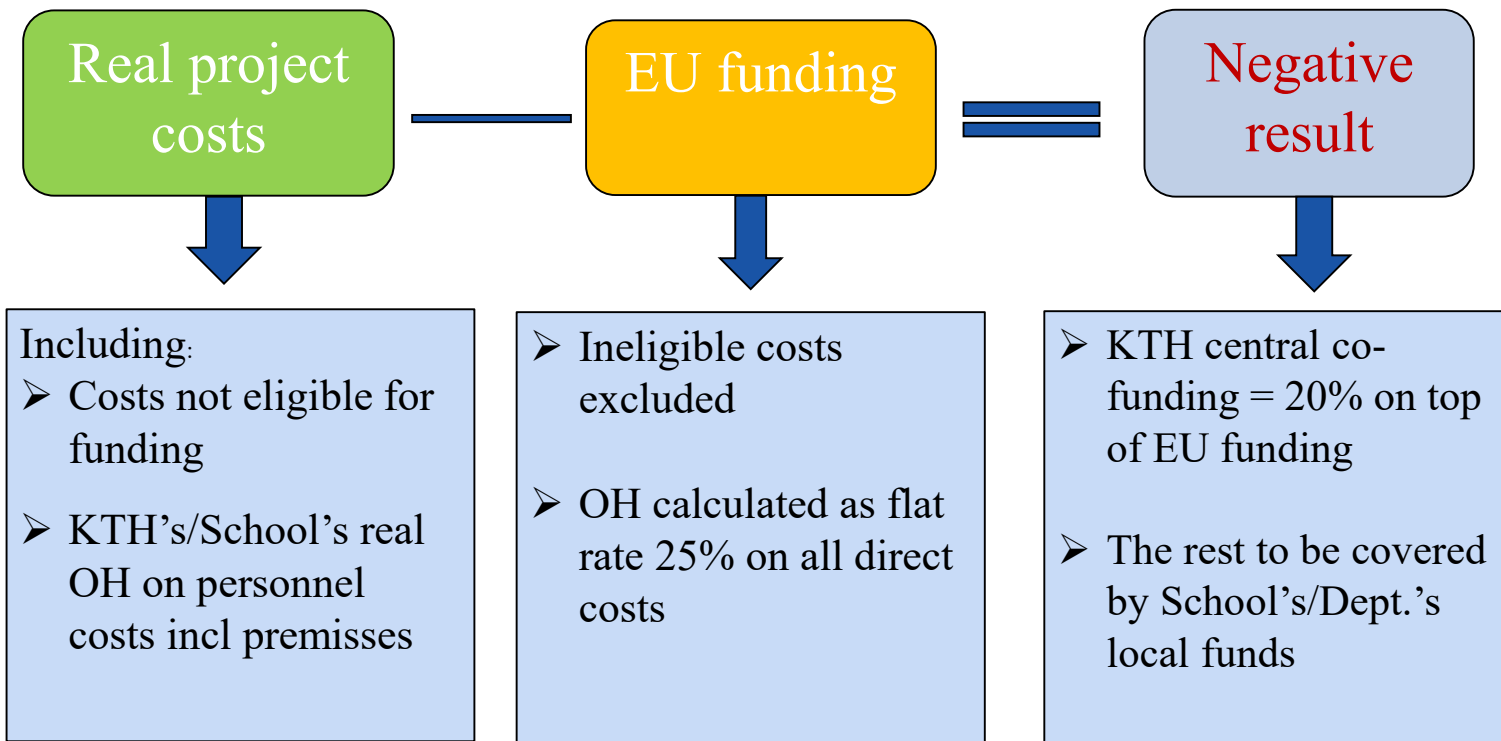 Real project
costs
EU funding
Negative
result
Including:
➢ Costs not eligible for
funding
➢ KTH’s/School’s real
OH on personnel
costs incl premisses
➢ Ineligible costs
excluded
➢ OH calculated as flat
rate 25% on all direct
costs
➢ KTH central co-
funding = 20% on top
of EU funding
➢ The rest to be covered
by School’s/Dept.’s
local funds